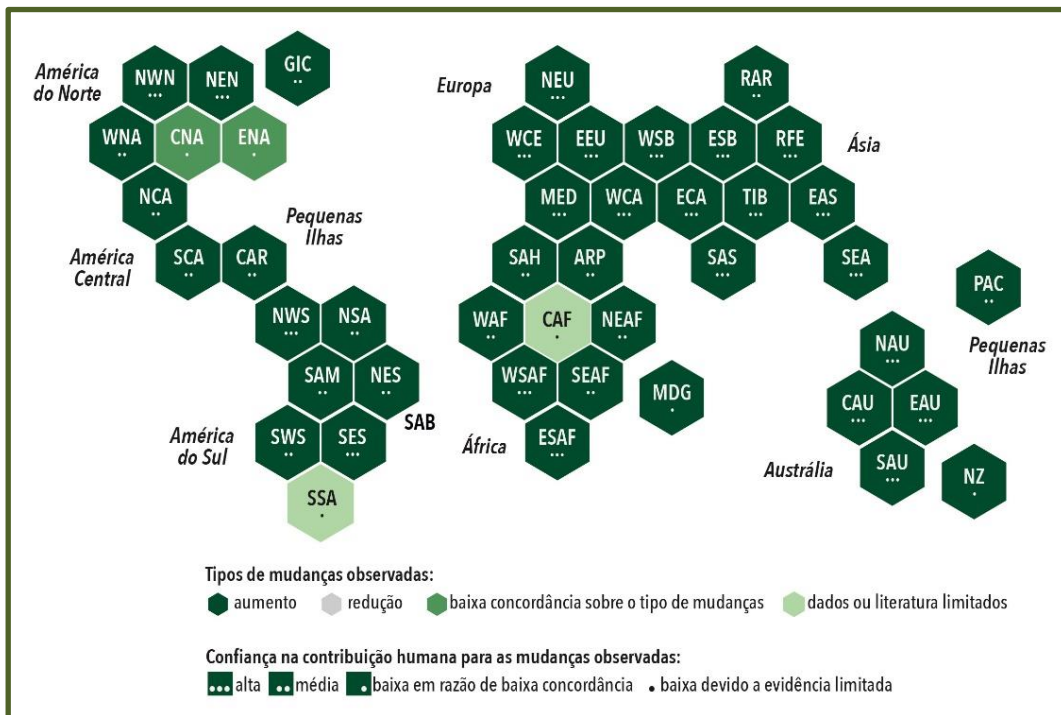 América
do Norte
NWN
NEN
GIC
WNA
CNA
ENA
NCA
Pequenas
Ilhas
América
Central
SCA
CAR
NWS
NSA
SAM
NES
SAB
América
do Sul
SWS
SES
SSA
Europa
NEU
RAR
WCE
EEU
WSB
ESB
RFE
Ásia
MED
WCA
ECA
TIB
EAS
SAH
ARP
SAS
SEA
WAF
CAF
NEAF
WSAF
SEAF
MDG
África
ESAF
PAC
Pequenas
Ilhas
NAU
CAU
EAU
Austrália
SAU
NZ
Tipos de mudanças observadas:
aumento redução baixa concordância sobre o tipo de mudanças dados ou literatura limitados
Confiança na contribuição humana para as mudanças observadas:
alta média baixa em razão de baixa concordância baixa devido a evidência limitada